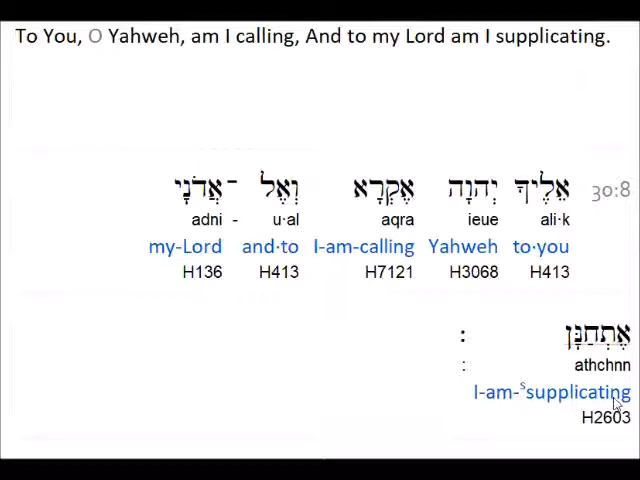 To You, O Yahweh, am I calling, And to my Lord am I supplicating.
30:8 אֵלֶיךָ יְהוָה אֶקְרָא וְאֶל ־ אֲדֹנָי
adni - u·al aqra ieue ali·k
my-Lord and·to I-am-calling Yahweh to·you
H136 H413 H7121 H3068 H413
אֶתְחַנָּן :
: athchnn
I-am-ˢsupplicating
H2603